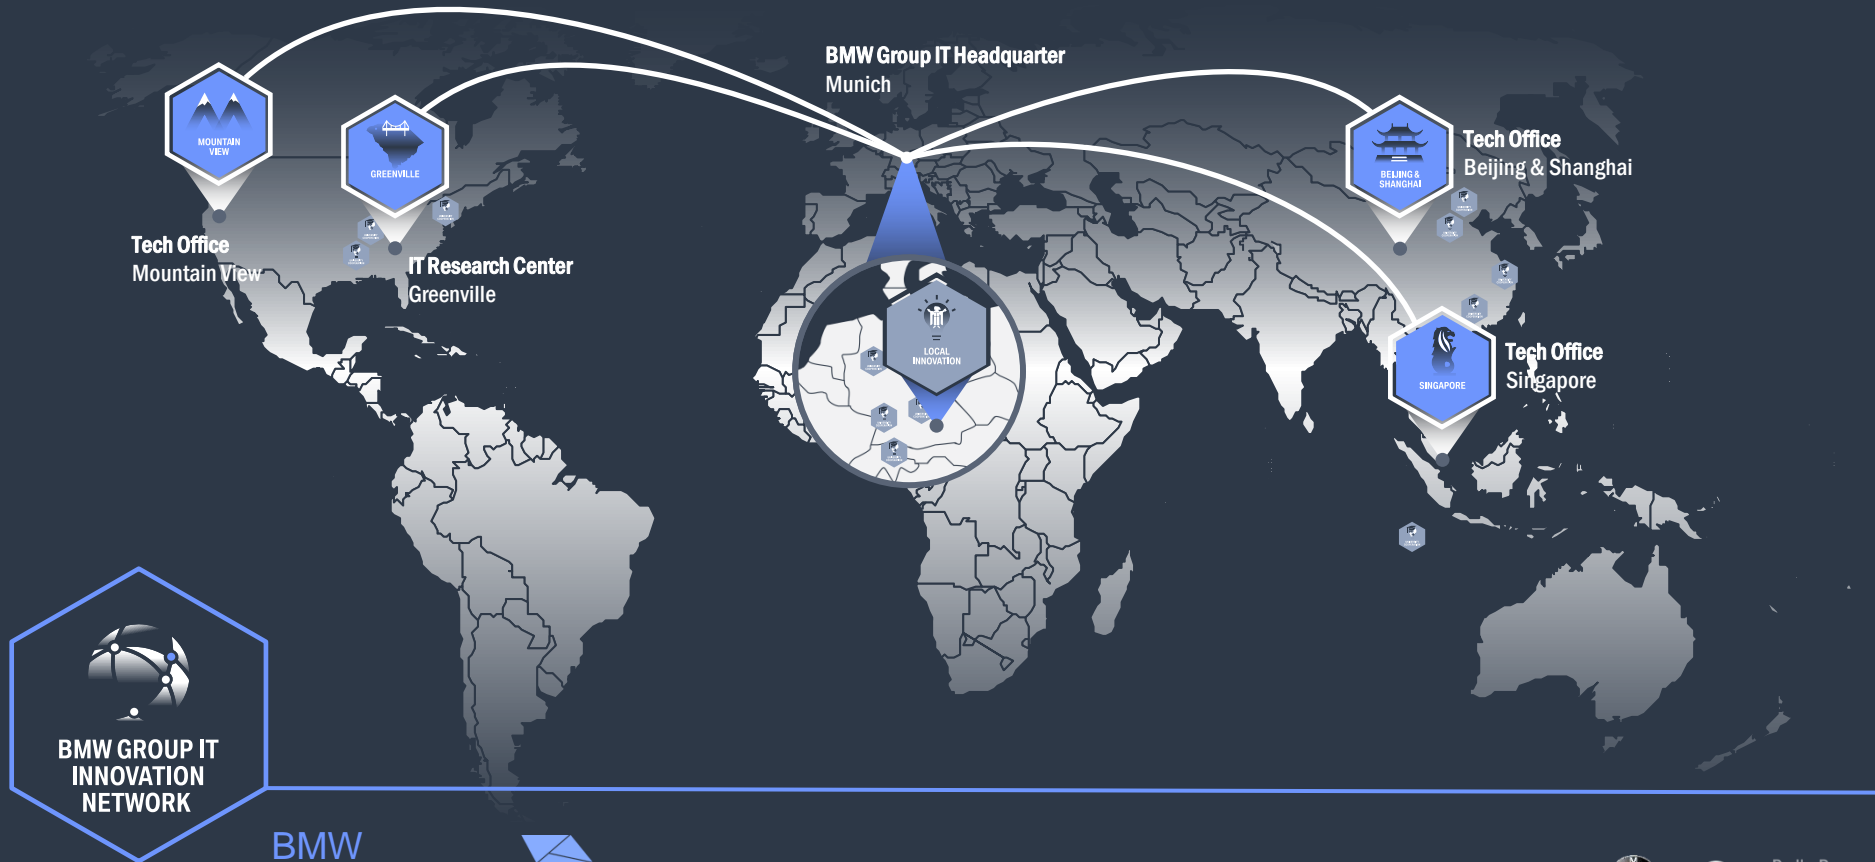 BMW Group IT Headquarter
Munich
MOUNTAIN
VIEW
GREENVILLE
BEIJING &
SHANGHAI
Tech Office
Beijing & Shanghai
Tech Office
Mountain View
IT Research Center
Greenville
LOCAL
INNOVATION
SINGAPORE
Tech Office
Singapore
BMW GROUP IT
INNOVATION
NETWORK
BMW